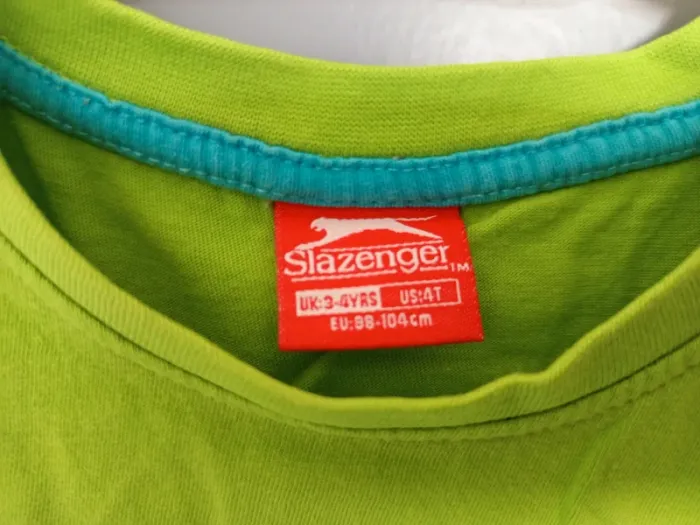 Slazenger™
UK:3-4YRS US:4T
EU:98-104cm